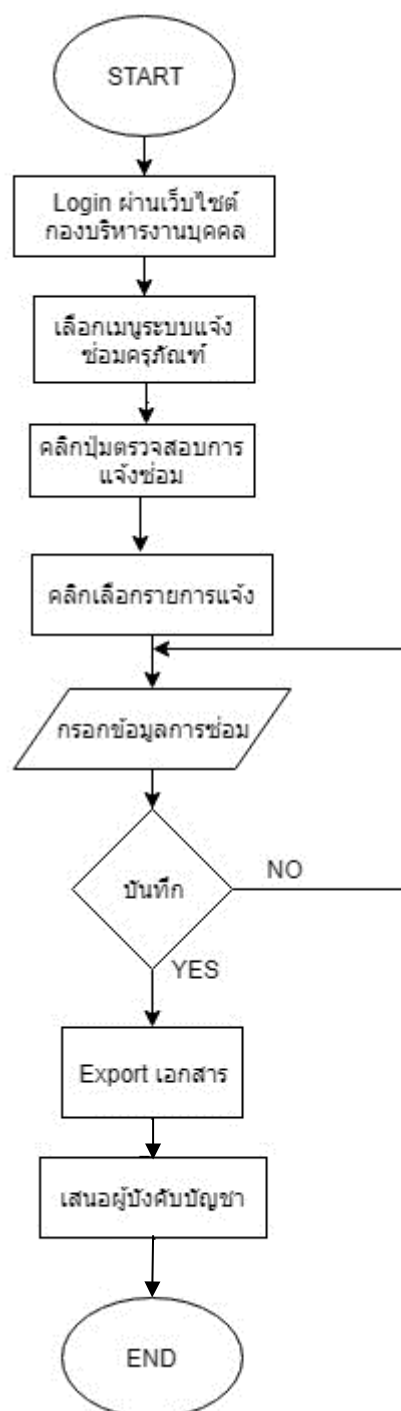 START
Login ผ่านเว็บไซต์
กองบริหารงานบุคคล
เลือกเมนูระบบแจ้ง
ซ่อมครุภัณฑ์
คลิกปุ่มตรวจสอบการ
แจ้งซ่อม
คลิกเลือกรายการแจ้ง
กรอกข้อมูลการซ่อม
บันทึก
NO
YES
Export เอกสาร
เสนอผู้บังคับบัญชา
END